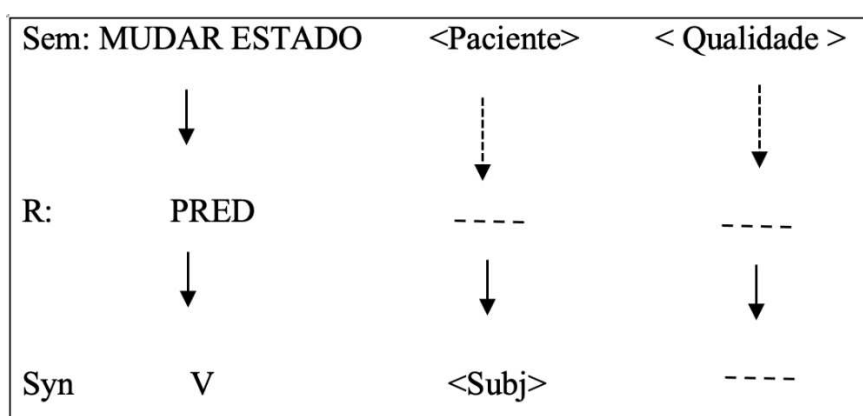 Sem: MUDAR ESTADO <Paciente> < Qualidade >
R: PRED ----- -----
Syn V <Subj> ----